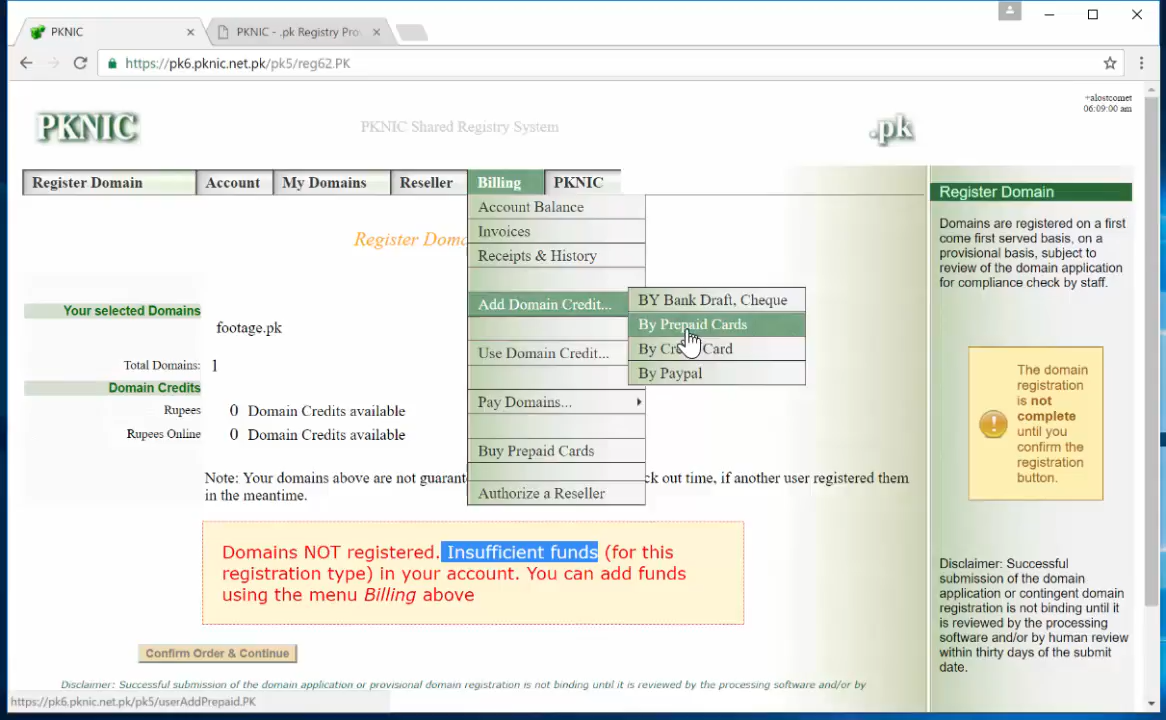 PKNIC
PKNIC - .pk Registry Pro
https://pk6.pknic.net.pk/pk5/reg62.PK
+alostcomet
06:09:00 am
PKNIC
PKNIC Shared Registry System
.pk
Register Domain
Account
My Domains
Reseller
Billing
PKNIC
Account Balance
Invoices
Receipts & History
Add Domain Credit...
BY Bank Draft, Cheque
By Prepaid Cards
By Card
By Paypal
Use Domain Credit...
Pay Domains...
Buy Prepaid Cards
Authorize a Reseller
Register
Your selected Domains
footage.pk
Total Domains: 1
Domain Credits
Rupees 0 Domain Credits available
Rupees Online 0 Domain Credits available
Note: Your domains above are not time, if another user registered them
in the meantime.
Domains NOT registered. Insufficient funds (for this
registration type) in your account. You can add funds
using the menu Billing above
Confirm Order & Continue
Disclaimer: Successful submission of the domain application or provisional domain registration is not binding until it is reviewed by the processing software and/or by
https://pk6.pknic.net.pk/pk5/userAddPrepaid.PK
Register Domain
Domains are registered on a first
come first served basis, on a
provisional basis, subject to
review of the domain application
for compliance check by staff.
The domain
registration
is not
complete
until you
confirm the
registration
button.
Disclaimer: Successful
submission of the domain
application or contingent domain
registration is not binding until it
is reviewed by the processing
software and/or by human review
within thirty days of the submit
date.